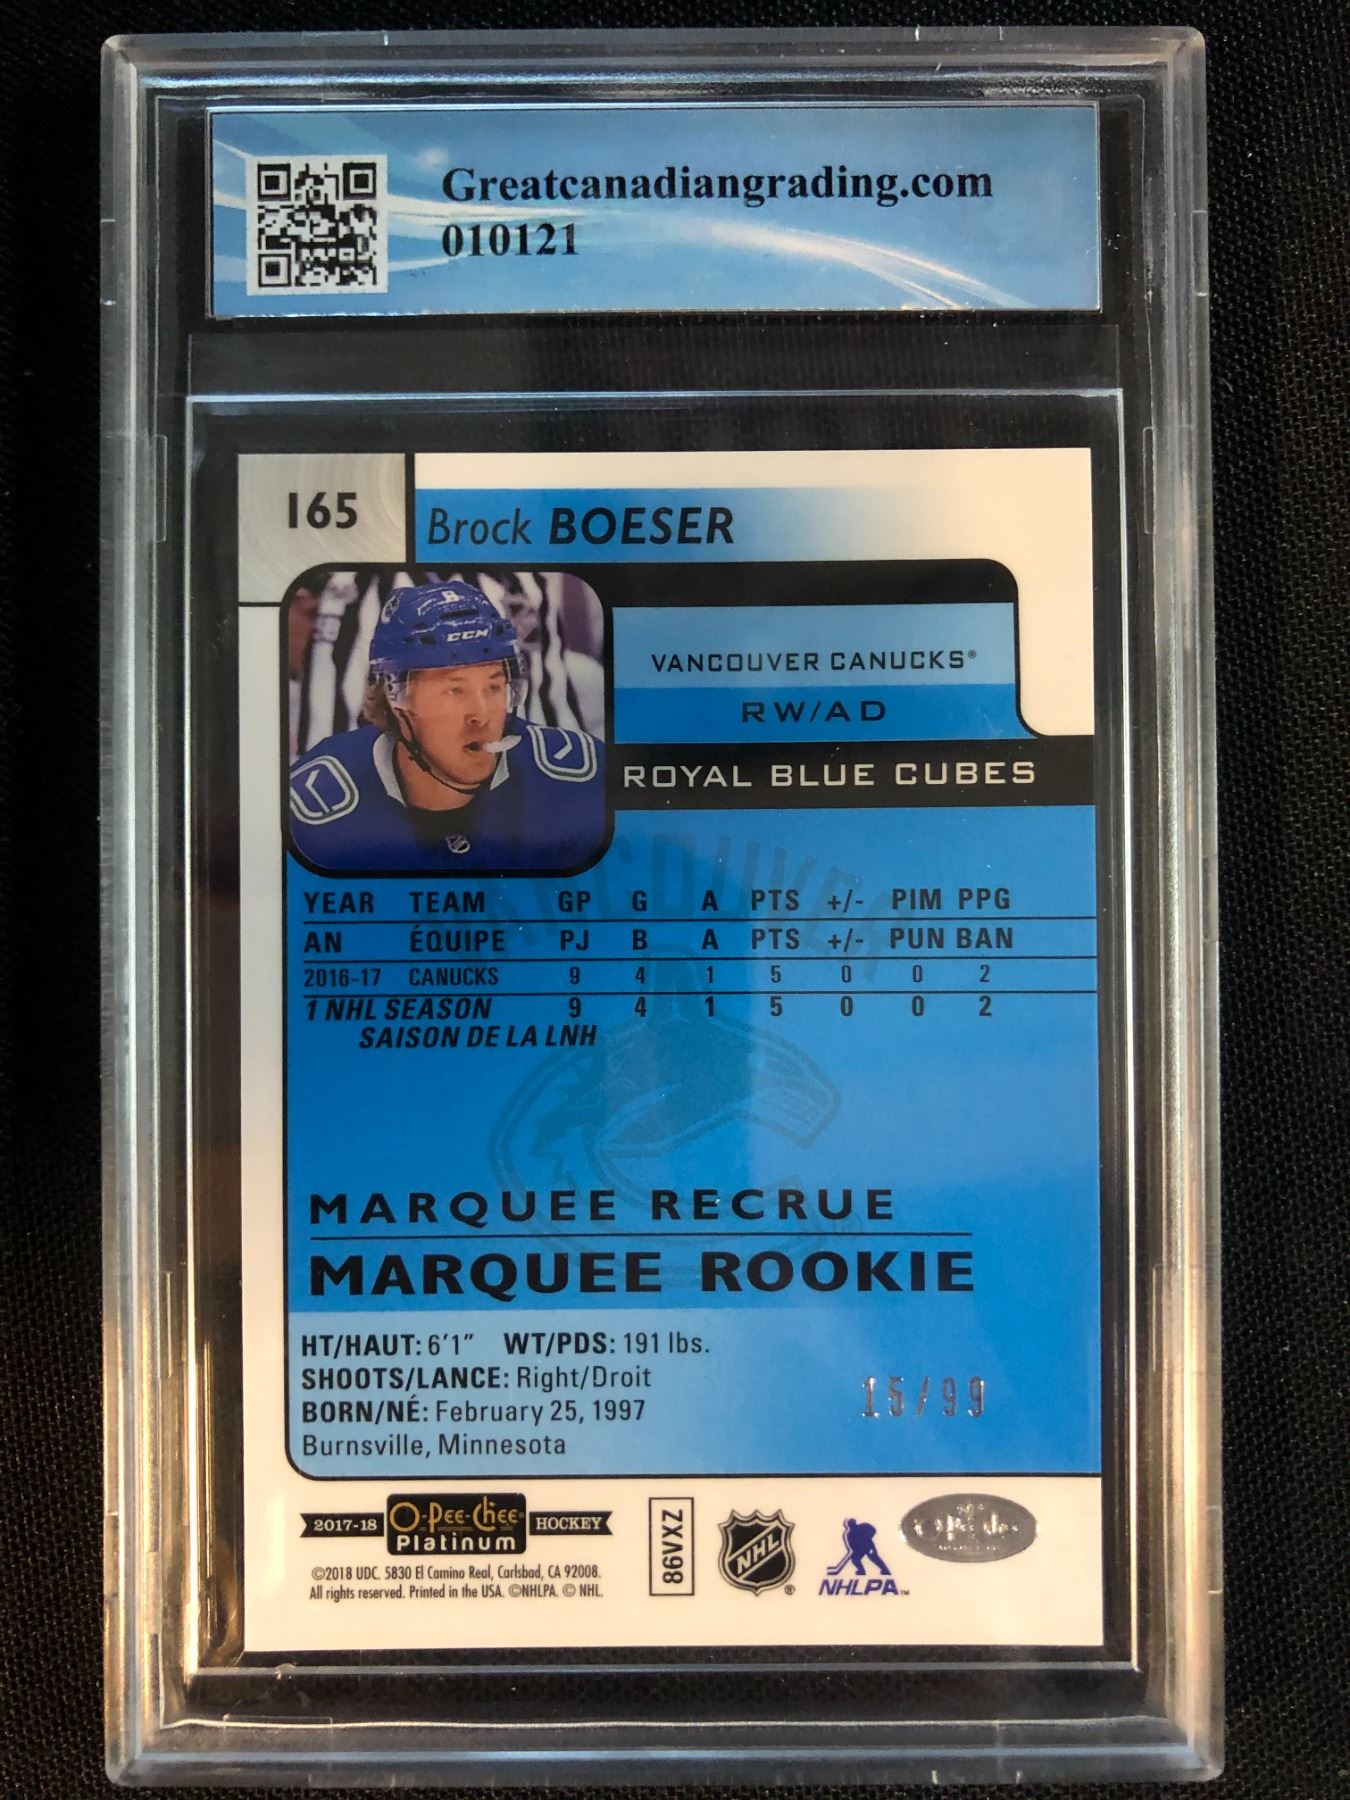 Greatcanadiangrading.com
010121
165
Brock BOESER
VANCOUVER CANUCKS®
RW/AD
ROYAL BLUE CUBES
YEAR TEAM GP G A PTS +/- PIM PPG
AN ÉQUIPE PJ B A PTS +/- PUN BAN
2016-17 CANUCKS 9 4 1 5 0 0 2
1 NHL SEASON 9 4 1 5 0 0 2
SAISON DE LA LNH
MARQUEE RECRUE
MARQUEE ROOKIE
HT/HAUT: 6'1" WT/PDS: 191 lbs.
SHOOTS/LANCE: Right/Droit
BORN/NÉ: February 25, 1997
Burnsville, Minnesota
15/99
2017-18 O-Pee-Chee Platinum HOCKEY
©2018 UDC. 5830 El Camino Real, Carlsbad, CA 92008.
All rights reserved. Printed in the USA. ©NHLPA. © NHL.
86VXZ
NHL ®
NHLPA™
VANCOUVER
CCM
8